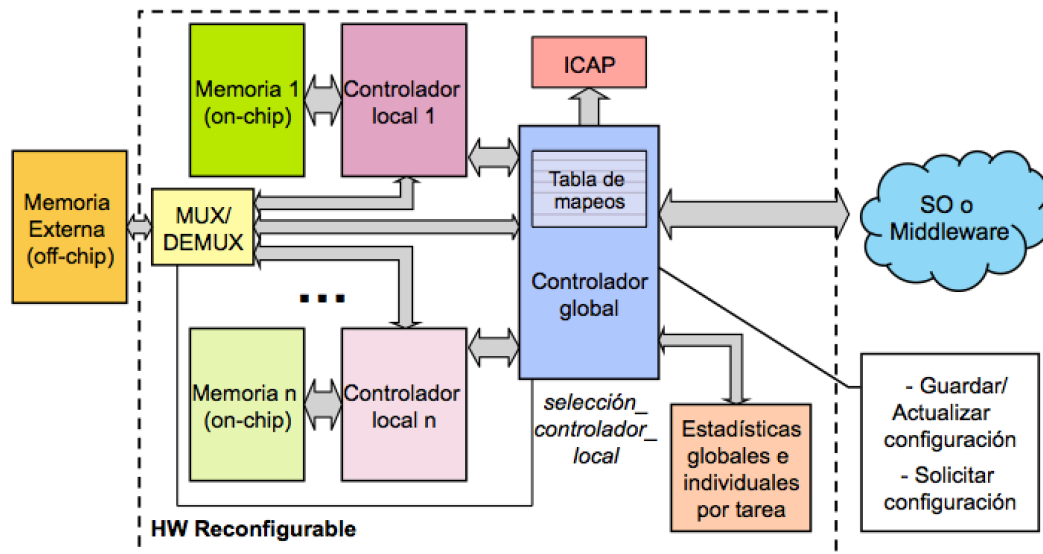 Memoria 1
(on-chip)
Controlador
local 1
ICAP
Tabla de
mapeos
Memoria
Externa
(off-chip)
MUX/
DEMUX
SO o
Middleware
Controlador
global
...
Memoria n
(on-chip)
Controlador
local n
selección_
controlador_
local
Estadísticas
globales e
individuales
por tarea
- Guardar/
Actualizar
configuración
- Solicitar
configuración
HW Reconfigurable